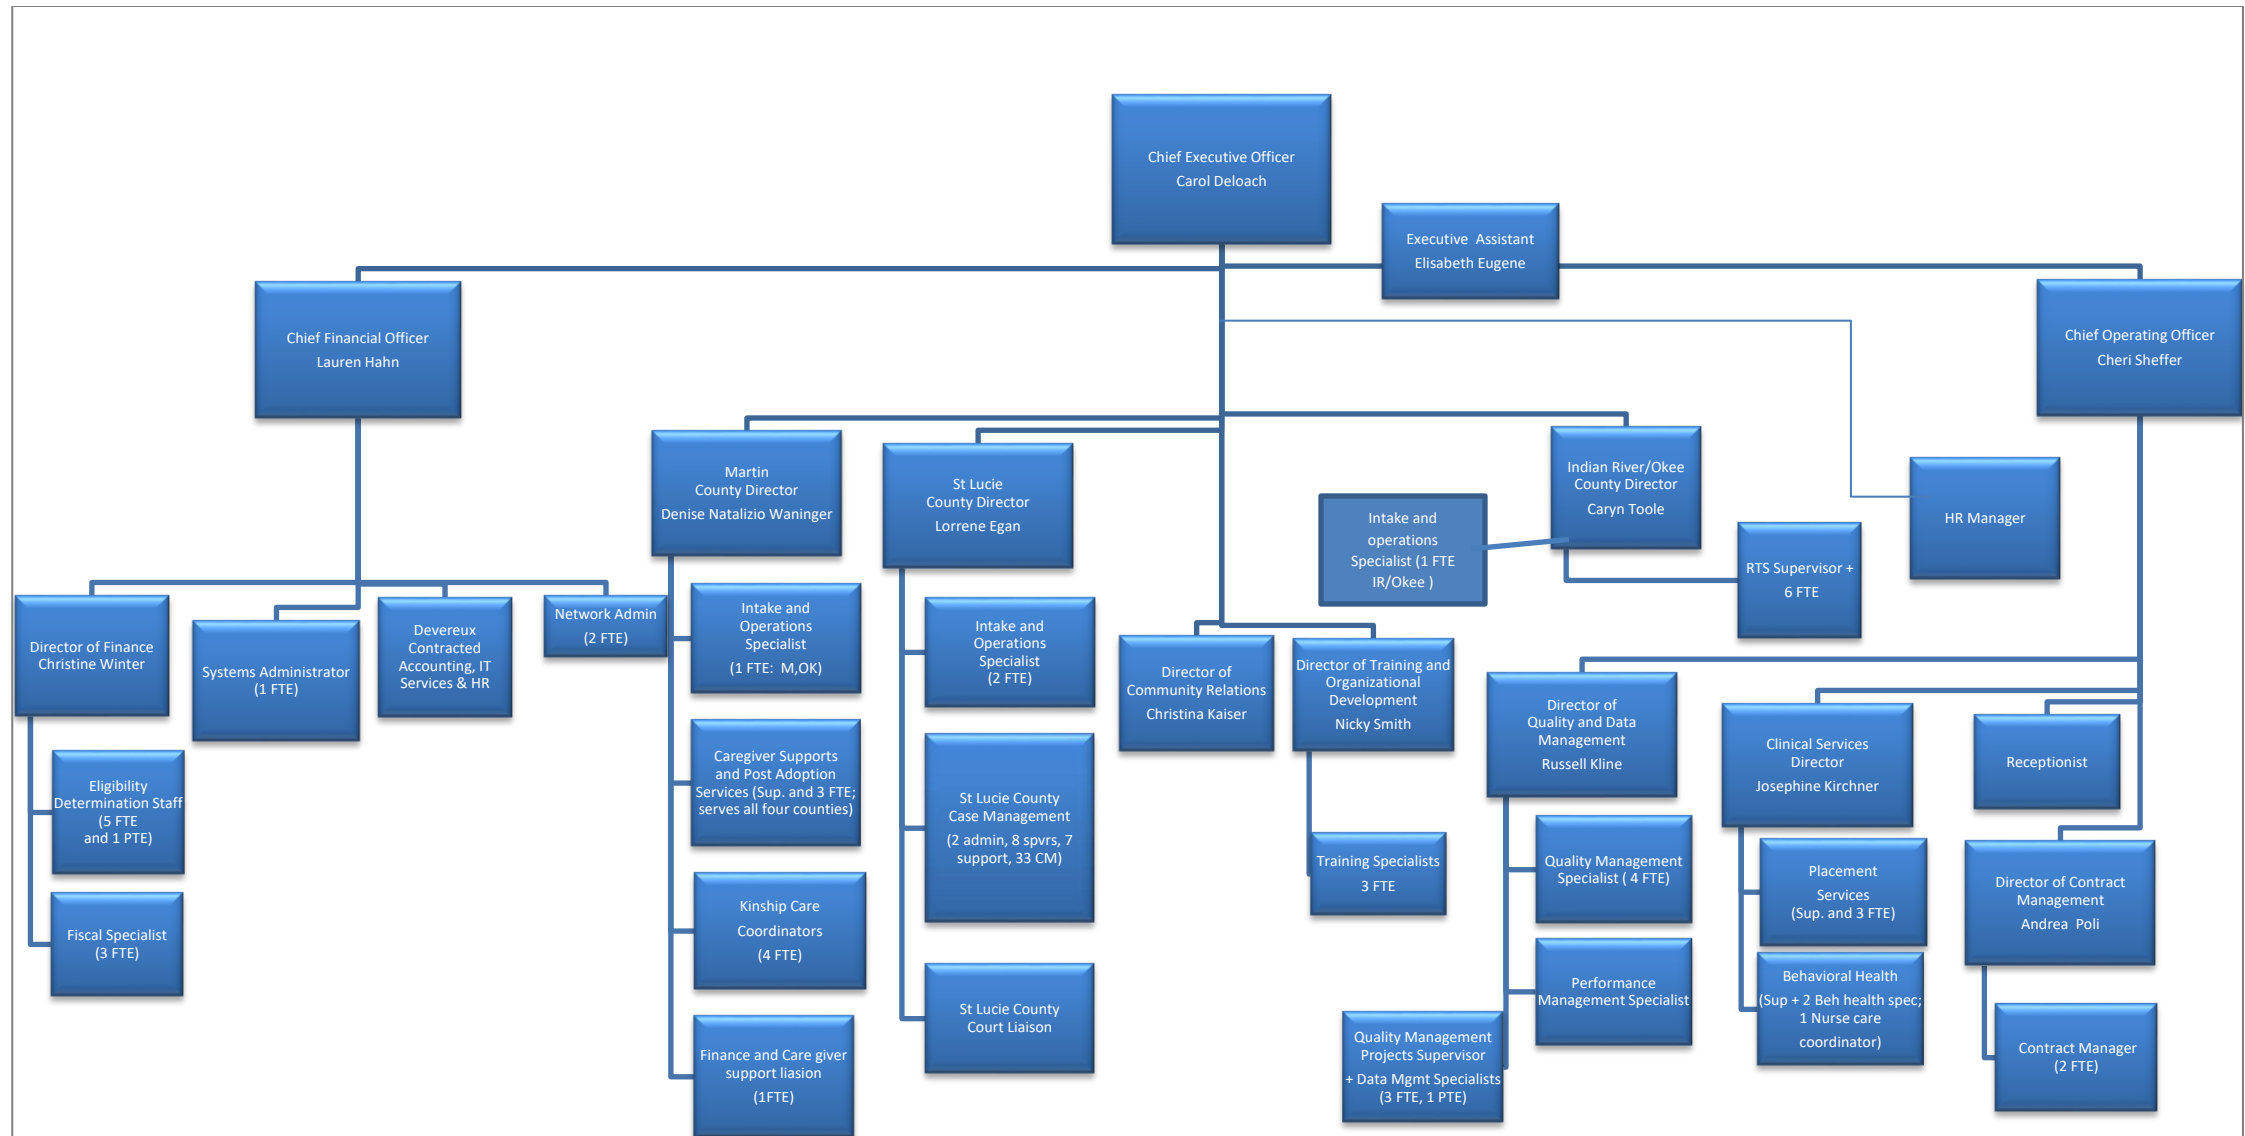 Chief Executive Officer
Carol Deloach
Executive  Assistant
Elisabeth Eugene
Chief Financial Officer
Lauren Hahn
Chief Operating Officer
Cheri Sheffer
Martin
County Director
Denise Natalizio Waninger
St Lucie
County Director
Lorrene Egan
Indian River/Okee
County Director
Caryn Toole
HR Manager
Intake and
operations
Specialist (1 FTE
IR/Okee )
RTS Supervisor +
6 FTE
Director of Finance
Christine Winter
Systems Administrator
(1 FTE)
Devereux
Contracted
Accounting, IT
Services & HR
Network Admin
(2 FTE)
Eligibility
Determination Staff
(5 FTE
and 1 PTE)
Fiscal Specialist
(3 FTE)
Intake and
Operations
Specialist
(1 FTE:  M,OK)
Caregiver Supports
and Post Adoption
Services (Sup. and 3 FTE;
serves all four counties)
Kinship Care
Coordinators
(4 FTE)
Finance and Care giver
support liasion
(1FTE)
Intake and
Operations
Specialist
(2 FTE)
St Lucie County
Case Management
(2 admin, 8 spvrs, 7
support, 33 CM)
St Lucie County
Court Liaison
Director of
Community Relations
Christina Kaiser
Director of Training and
Organizational
Development
Nicky Smith
Training Specialists
3 FTE
Director of
Quality and Data
Management
Russell Kline
Quality Management
Specialist ( 4 FTE)
Performance
Management Specialist
Quality Management
Projects Supervisor
+ Data Mgmt Specialists
(3 FTE, 1 PTE)
Clinical Services
Director
Josephine Kirchner
Placement
Services
(Sup. and 3 FTE)
Behavioral Health
(Sup + 2 Beh health spec;
1 Nurse care
coordinator)
Receptionist
Director of Contract
Management
Andrea  Poli
Contract Manager
(2 FTE)